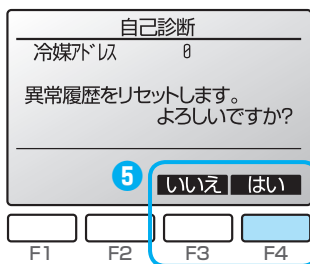 自己診断
冷媒ｱﾄﾞﾚｽ 0
異常履歴をリセットします。
よろしいですか?
5
いいえ はい
F1 F2 F3 F4